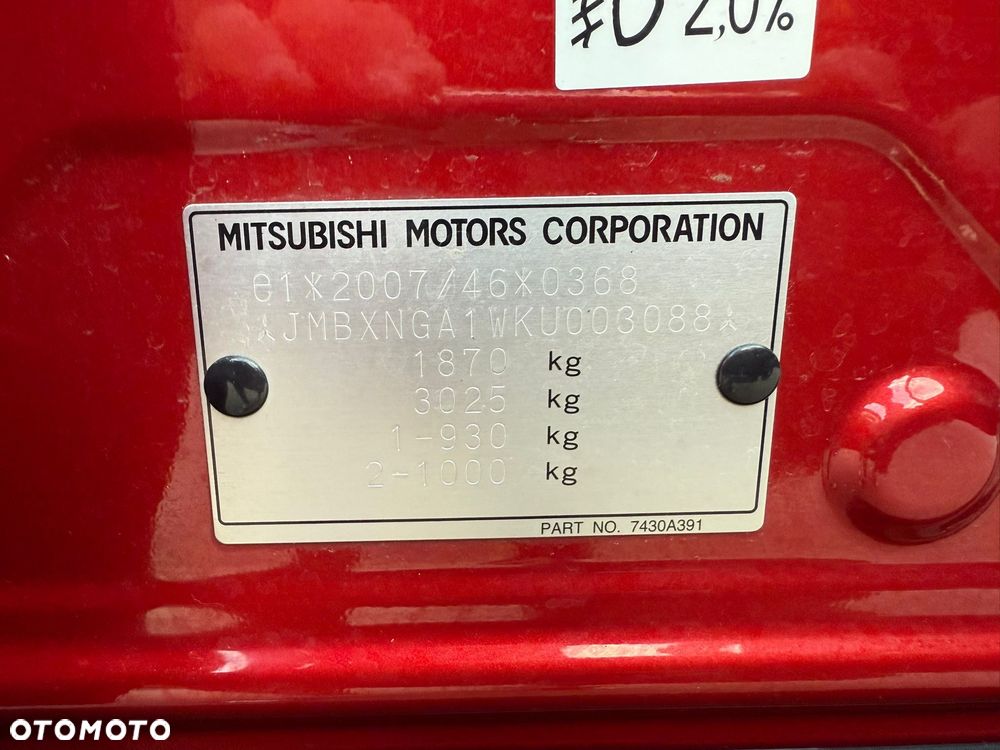 2,0%
MITSUBISHI MOTORS CORPORATION
e1*2007/46*0368
JMBXNGA1WKU003088
1870 kg
3025 kg
1-930 kg
2-1000 kg
PART NO. 7430A391
OTOMOTO